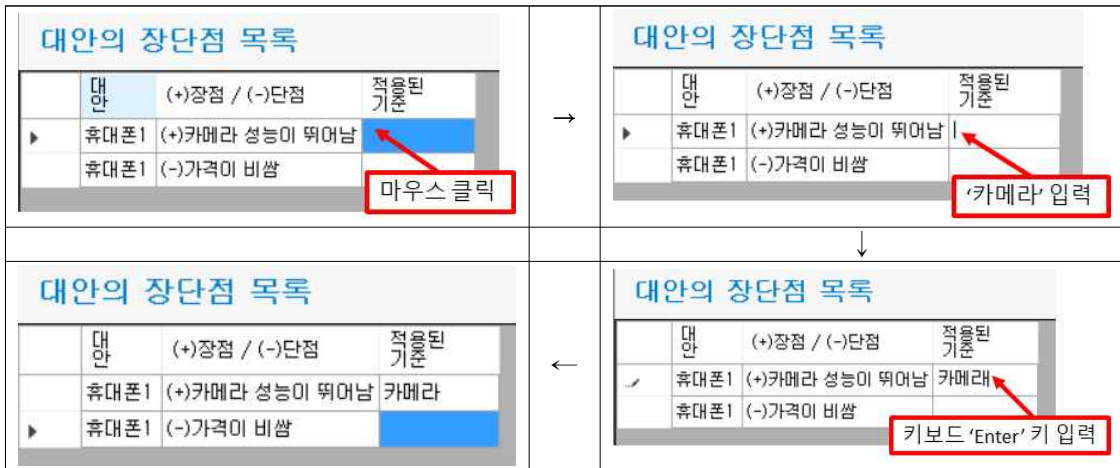 대안의 장단점 목록
대안 (+)장점 / (-)단점 적용된 기준
휴대폰1 (+)카메라 성능이 뛰어남
휴대폰1 (-)가격이 비쌈
마우스 클릭
→
대안의 장단점 목록
대안 (+)장점 / (-)단점 적용된 기준
휴대폰1 (+)카메라 성능이 뛰어남
휴대폰1 (-)가격이 비쌈
‘카메라’ 입력
↓
대안의 장단점 목록
대안 (+)장점 / (-)단점 적용된 기준
휴대폰1 (+)카메라 성능이 뛰어남 카메라
휴대폰1 (-)가격이 비쌈
키보드 ‘Enter’ 키 입력
←
대안의 장단점 목록
대안 (+)장점 / (-)단점 적용된 기준
휴대폰1 (+)카메라 성능이 뛰어남 카메라
휴대폰1 (-)가격이 비쌈